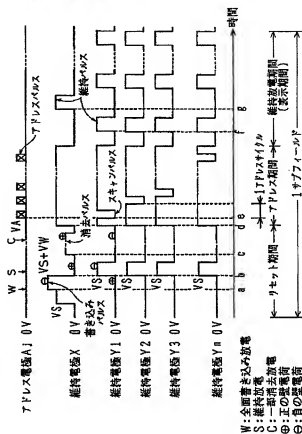 W S C VA
アドレスパルス
アドレス電極Aj 0V
VS+VW
VS
書き込みパルス
消去パルス
維持パルス
維持電極X 0V
VS
スキャンパルス
維持電極Y1 0V
VS
維持電極Y2 0V
VS
維持電極Y3 0V
VS
維持電極Yn 0V
a b c d e f g
時間
1アドレスサイクル
リセット期間
アドレス期間
維持放電期間
(表示期間)
1サブフィールド
W:全面書き込み放電
S:維持放電
C:一部消去放電
⊕:正の壁電荷
⊖:負の壁電荷